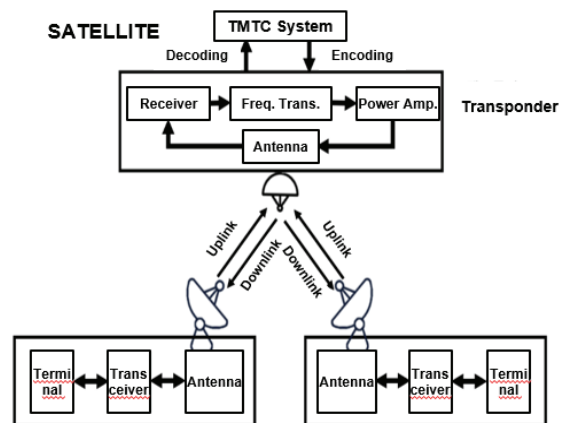 SATELLITE
TMTC System
Decoding
Encoding
Receiver
Freq. Trans.
Power Amp.
Transponder
Antenna
Uplink
Downlink
Downlink
Uplink
Termi
nal
Trans
ceiver
Antenna
Antenna
Trans
ceiver
Termi
nal